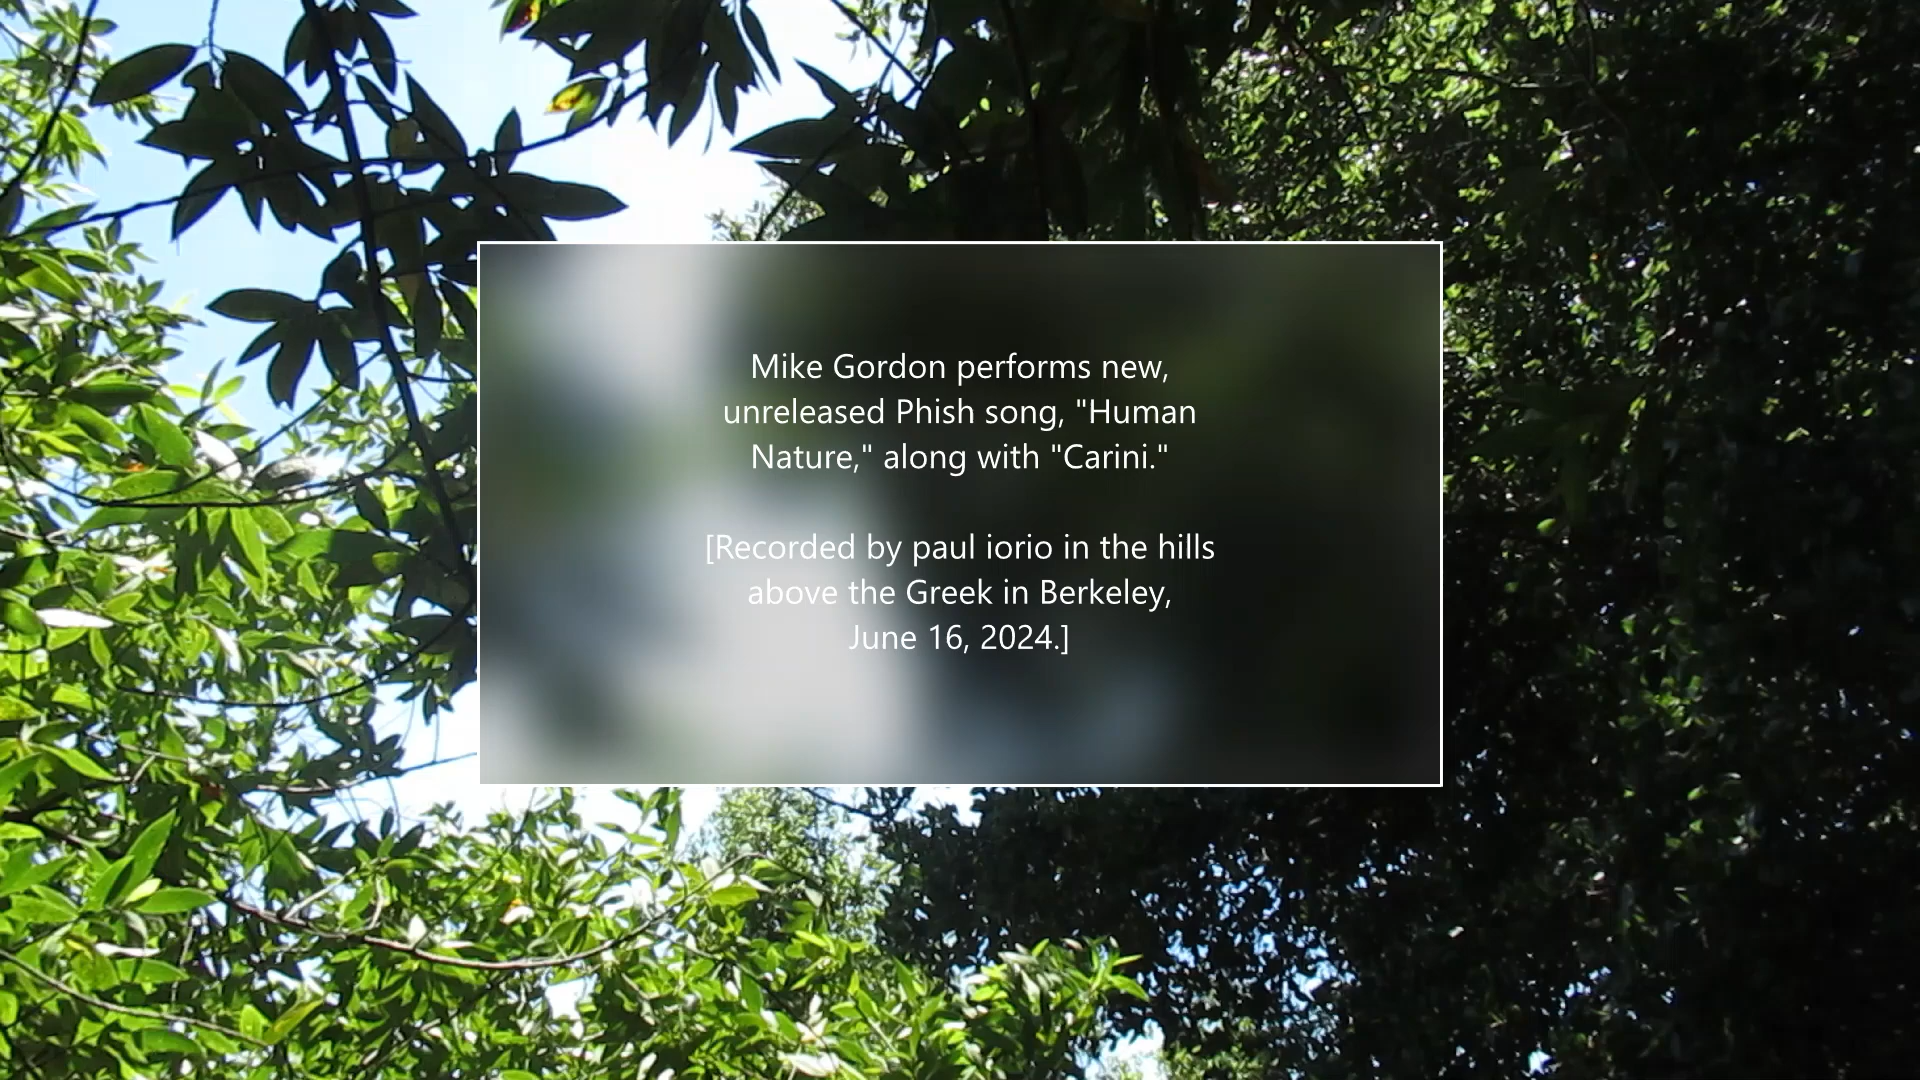 Mike Gordon performs new,
unreleased Phish song, "Human
Nature," along with "Carini."
[Recorded by paul iorio in the hills
above the Greek in Berkeley,
June 16, 2024.]